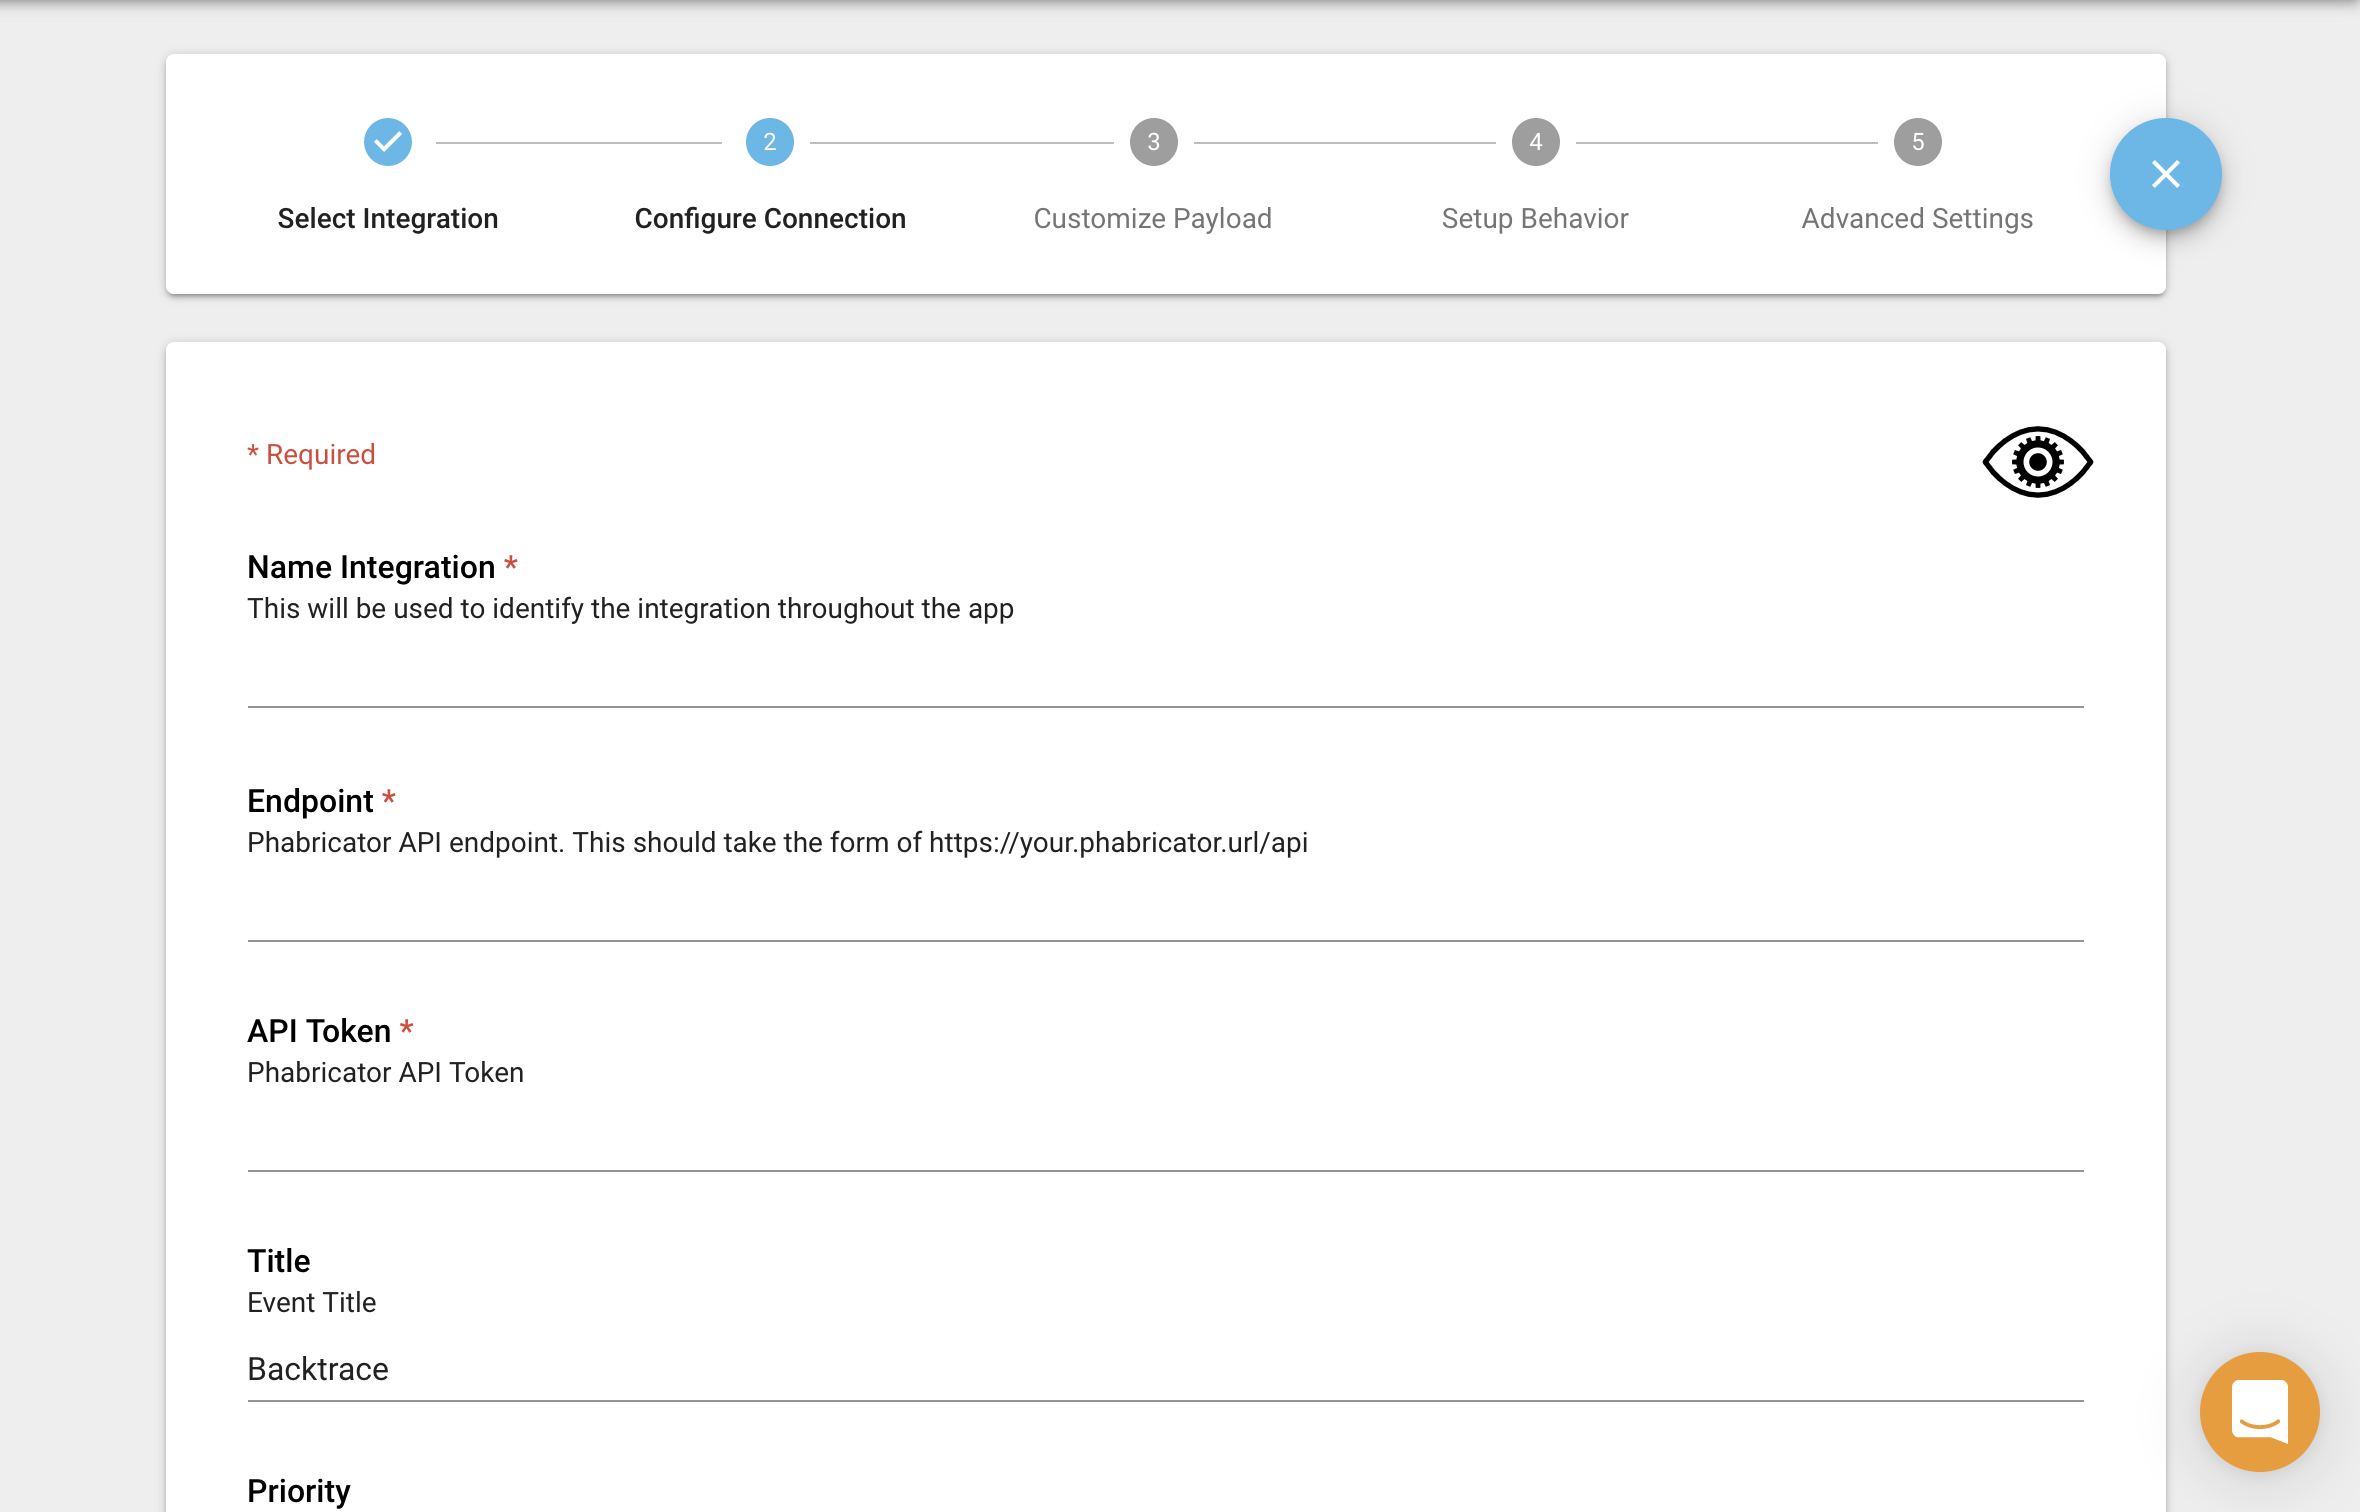 2
3
4
5
Select Integration
Configure Connection
Customize Payload
Setup Behavior
Advanced Settings
* Required
Name Integration *
This will be used to identify the integration throughout the app
Endpoint *
Phabricator API endpoint. This should take the form of https://your.phabricator.url/api
API Token *
Phabricator API Token
Title
Event Title
Backtrace
Priority